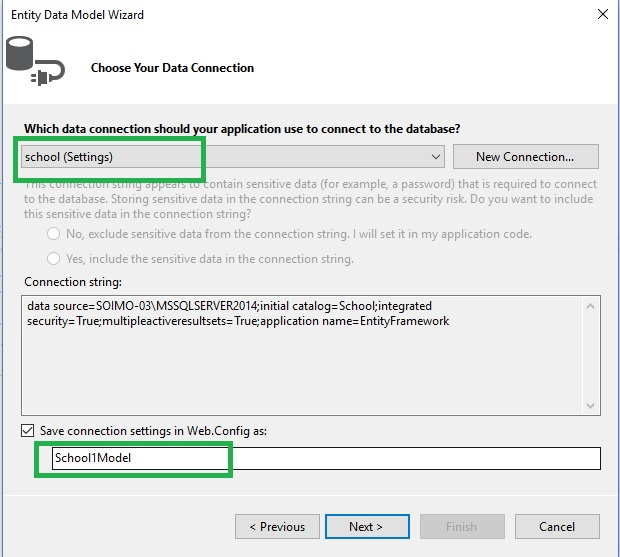 Entity Data Model Wizard
Choose Your Data Connection
Which data connection should your application use to connect to the database?
school (Settings)
New Connection...
This connection string appears to contain sensitive data (for example, a password) that is required to connect
to the database. Storing sensitive data in the connection string can be a security risk. Do you want to include
this sensitive data in the connection string?
No, exclude sensitive data from the connection string. I will set it in my application code.
Yes, include the sensitive data in the connection string.
Connection string:
data source=SOIMO-03\MSSQLSERVER2014;initial catalog=School;integrated
security=True;multipleactiveresultsets=True;application name=EntityFramework
Save connection settings in Web.Config as:
School1Model
< Previous
Next >
Finish
Cancel